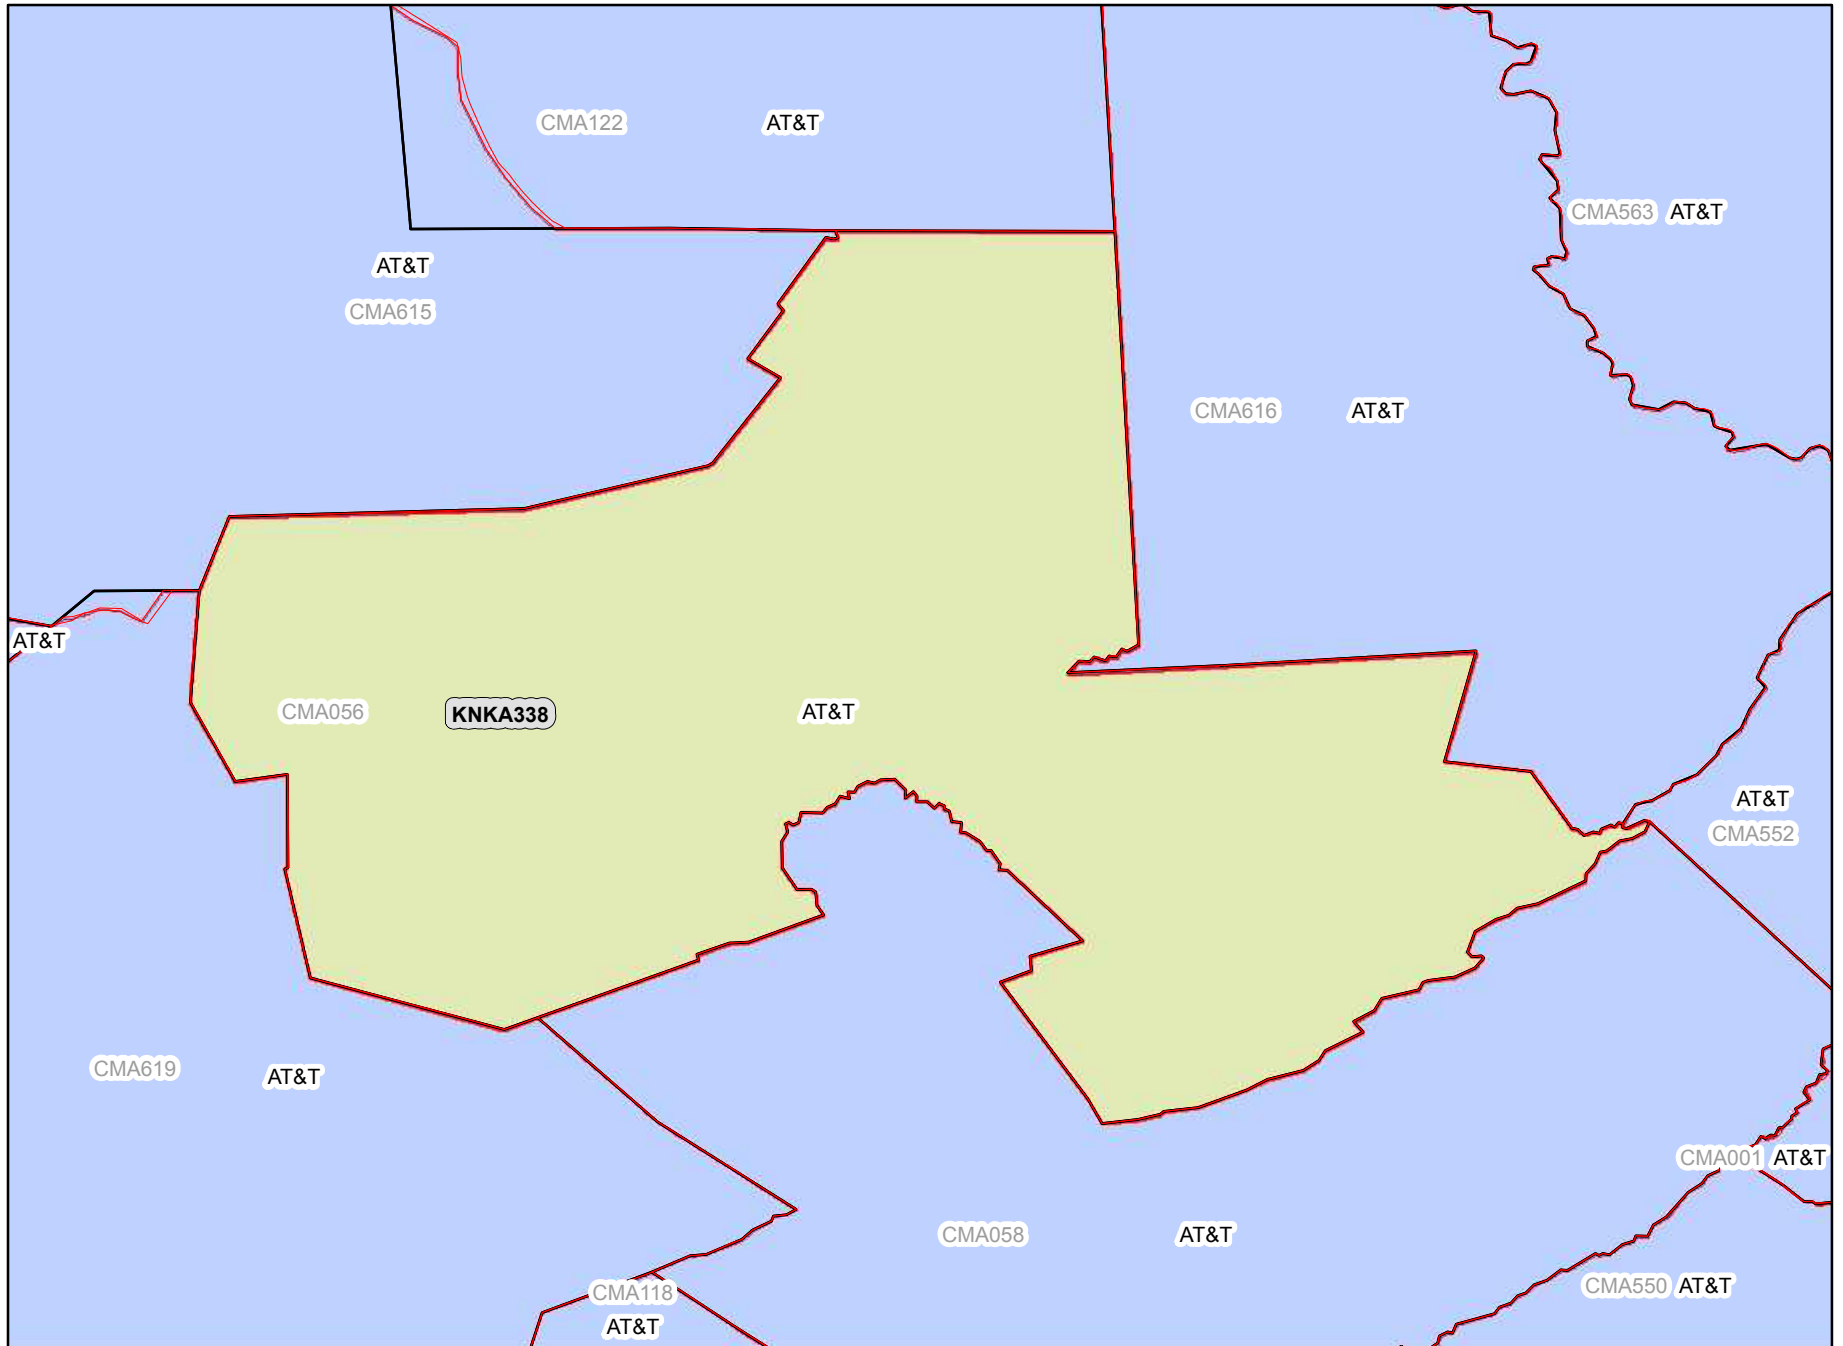 CMA122 AT&T
CMA563 AT&T
AT&T
CMA615
CMA616 AT&T
AT&T
CMA056 KNKA338 AT&T
AT&T
CMA552
CMA619 AT&T
CMA001 AT&T
CMA058 AT&T
CMA550 AT&T
CMA118
AT&T